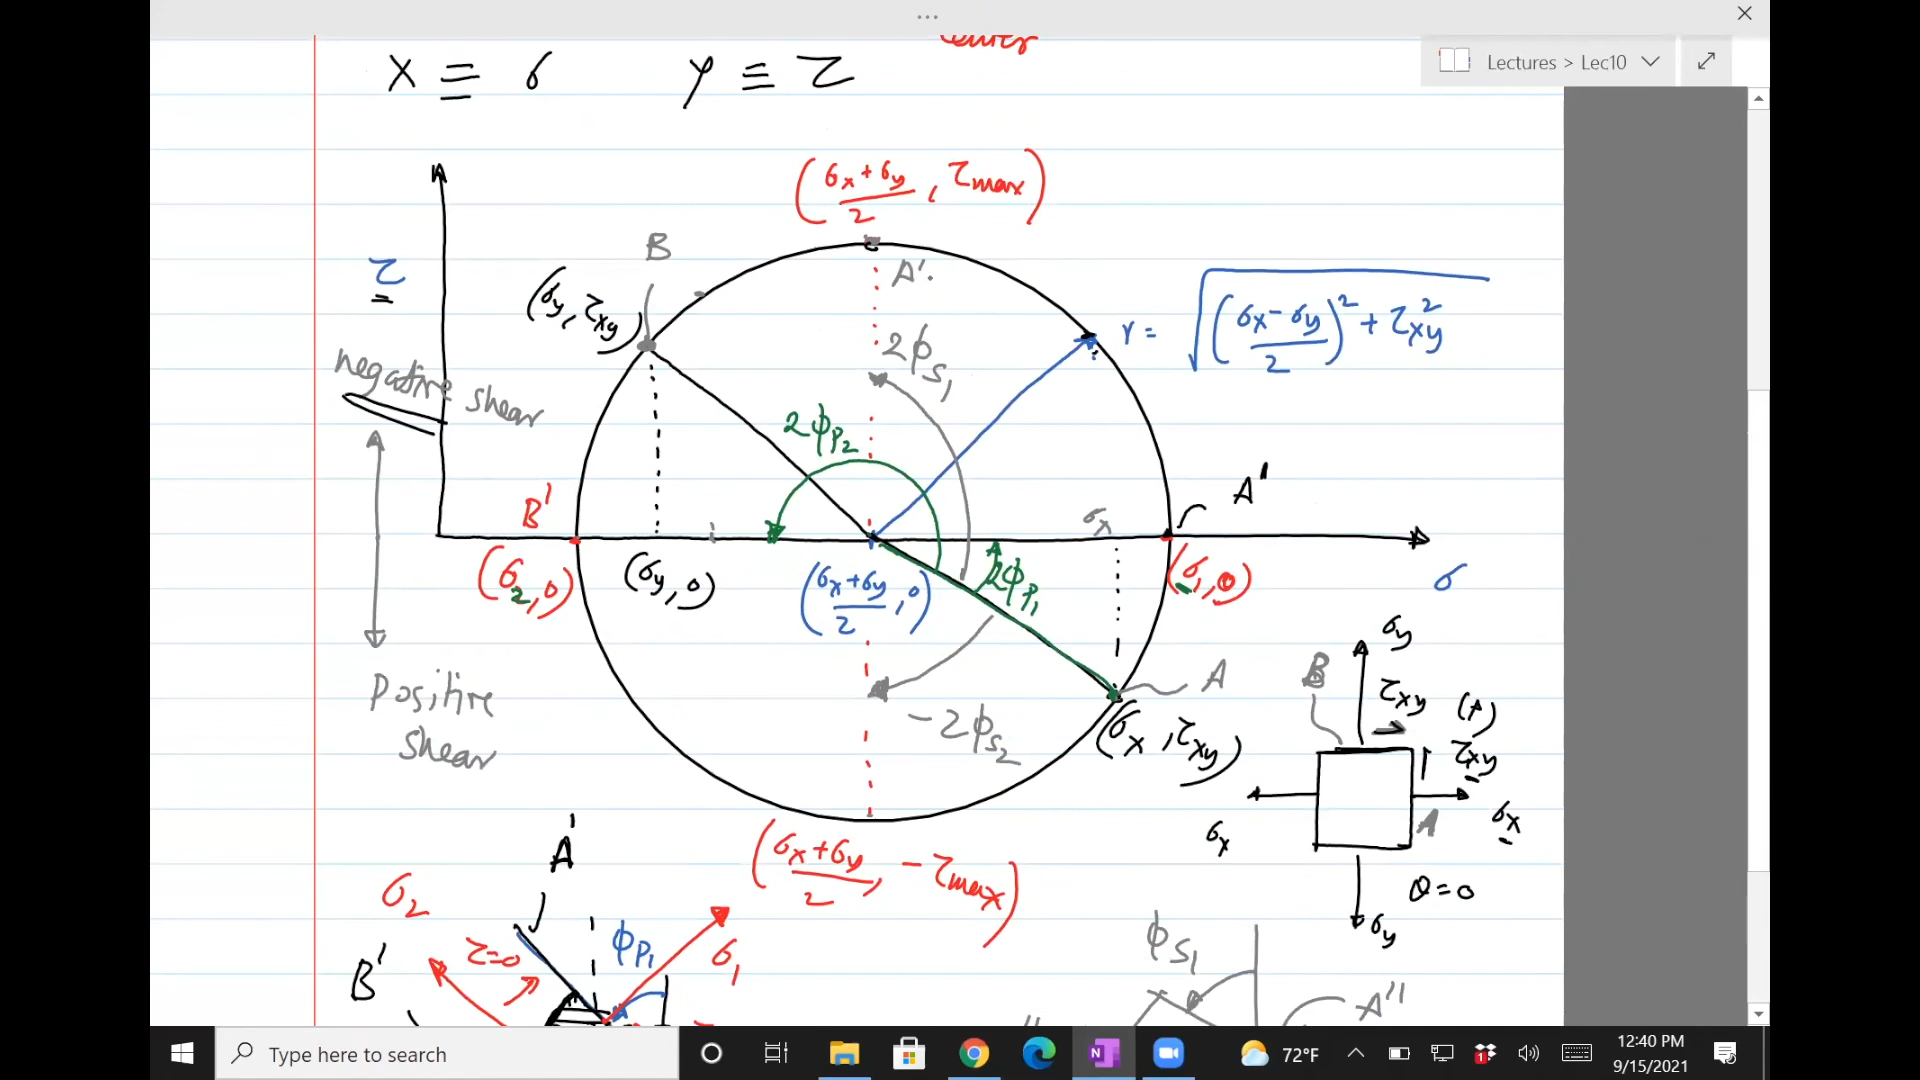 center
Lectures > Lec10
x ≡ σ y ≡ τ
(σx+σy/2, τmax)
B
τ
A'
(σy, τxy)
r = √((σx-σy/2)² + τxy²)
2ϕS1
negative shear
2ϕP2
A'
B'
σx
(σ2,0)
(σy,0)
(σx+σy/2, 0)
2ϕP1
(σ1,0)
σ
σy
B
A
τxy
(+)
Positive
shear
-2ϕS2
(σx, τxy)
τxy
σx
A
σx
A'
(σx+σy/2, -τmax)
θ=0
σ2
σy
τ=0
ϕP1
σ1
ϕS1
B'
A''
Type here to search
72°F
12:40 PM
9/15/2021